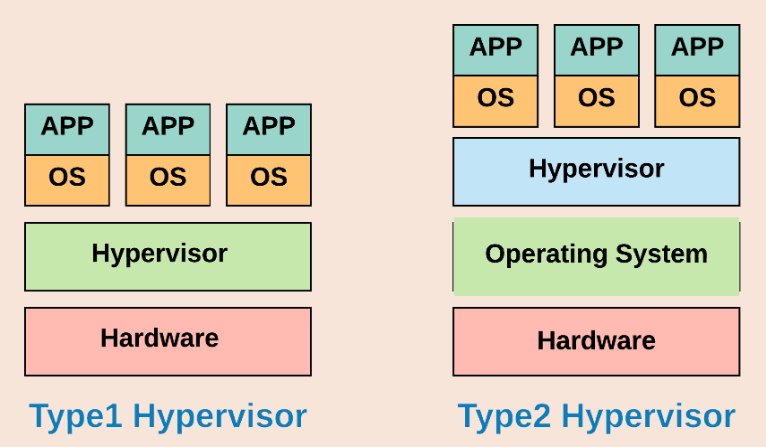 APP APP APP
OS OS OS
Hypervisor
Hardware
Type1 Hypervisor
APP APP APP
OS OS OS
Hypervisor
Operating System
Hardware
Type2 Hypervisor